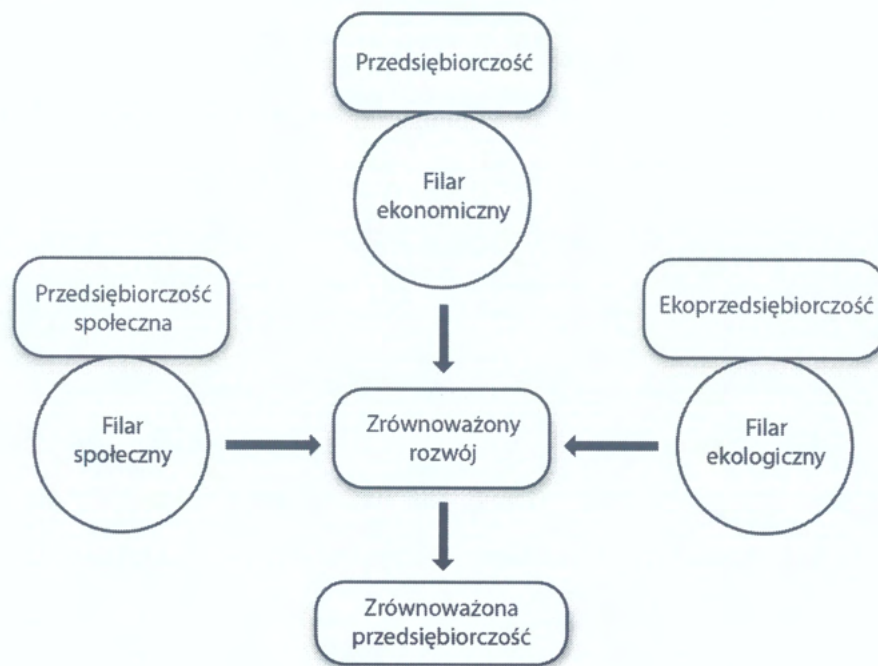 Przedsiębiorczość
Filar
ekonomiczny
Przedsiębiorczość
społeczna
Filar
społeczny
Ekoprzedsiębiorczość
Filar
ekologiczny
Zrównoważony
rozwój
Zrównoważona
przedsiębiorczość